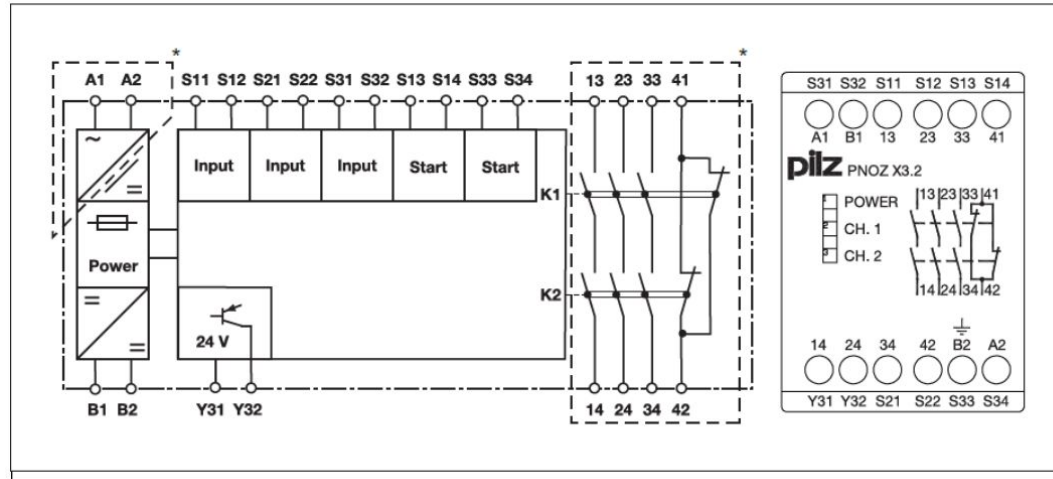 * *
A1 A2 S11 S12 S21 S22 S31 S32 S13 S14 S33 S34 13 23 33 41
~
=
Input Input Input Start Start
K1
Power
K2
=
=
24 V
B1 B2 Y31 Y32 14 24 34 42
S31 S32 S11 S12 S13 S14
A1 B1 13 23 33 41
pilz PNOZ X3.2
1 POWER
2 CH. 1
3 CH. 2
13 23 33 41
14 24 34 42
14 24 34 42 B2 A2
Y31 Y32 S21 S22 S33 S34